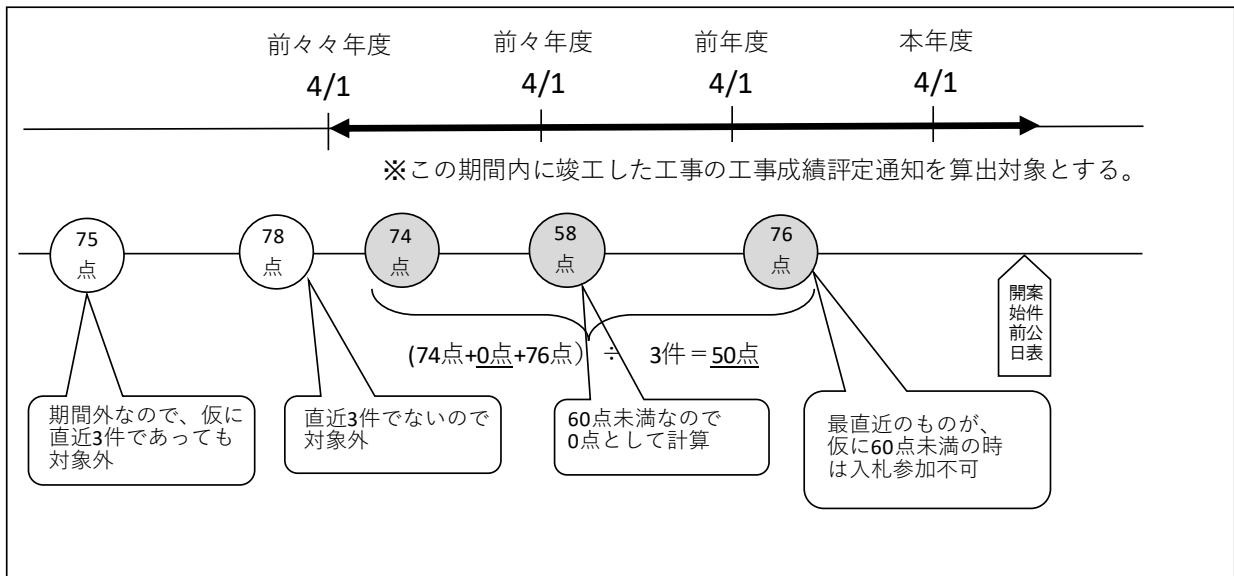 前々々年度
4/1
前々年度
4/1
前年度
4/1
本年度
4/1
※この期間内に竣工した工事の工事成績評定通知を算出対象とする。
75
点
78
点
74
点
58
点
76
点
案件公表
開始前日
(74点+0点+76点） ÷ 3件＝50点
期間外なので、仮に
直近3件であっても
対象外
直近3件でないので
対象外
60点未満なので
0点として計算
最直近のものが、
仮に60点未満の時
は入札参加不可